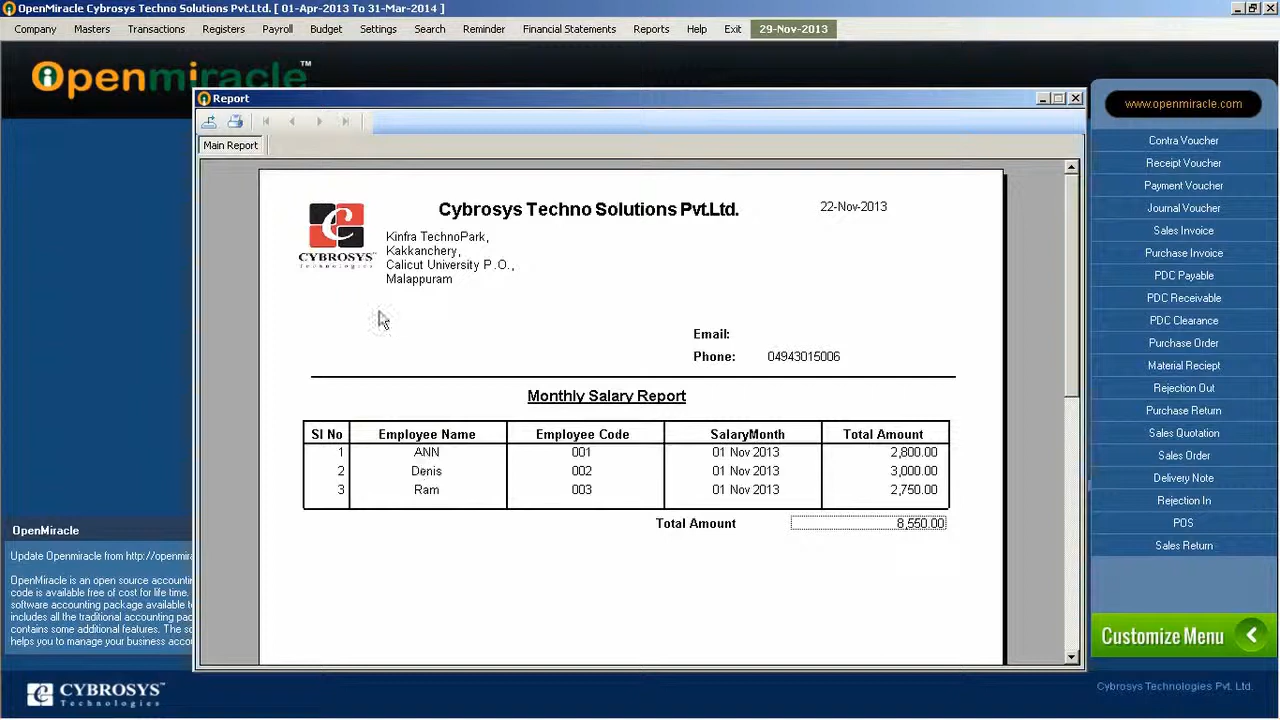 OpenMiracle Cybrosys Techno Solutions Pvt.Ltd. [ 01-Apr-2013 To 31-Mar-2014 ]
Company Masters Transactions Registers Payroll Budget Settings Search Reminder Financial Statements Reports Help Exit 29-Nov-2013
Openmiracle™
Report
Main Report
Cybrosys Techno Solutions Pvt.Ltd.
22-Nov-2013
CYBROSYS™
Technologies
Kinfra TechnoPark,
Kakkanchery,
Calicut University P .O.,
Malappuram
Email:
Phone: 04943015006
Monthly Salary Report
Sl No Employee Name Employee Code SalaryMonth Total Amount
1 ANN 001 01 Nov 2013 2,800.00
2 Denis 002 01 Nov 2013 3,000.00
3 Ram 003 01 Nov 2013 2,750.00
Total Amount 8,550.00
www.openmiracle.com
Contra Voucher
Receipt Voucher
Payment Voucher
Journal Voucher
Sales Invoice
Purchase Invoice
PDC Payable
PDC Receivable
PDC Clearance
Purchase Order
Material Reciept
Rejection Out
Purchase Return
Sales Quotation
Sales Order
Delivery Note
Rejection In
POS
Sales Return
Customize Menu
OpenMiracle
Update Openmiracle from http://openmira
OpenMiracle is an open source accountin
code is available free of cost for life time.
software accounting package available t
includes all the traditional accounting pac
contains some additional features. The so
helps you to manage your business acco
CYBROSYS™
Technologies
Cybrosys Technologies Pvt. Ltd.